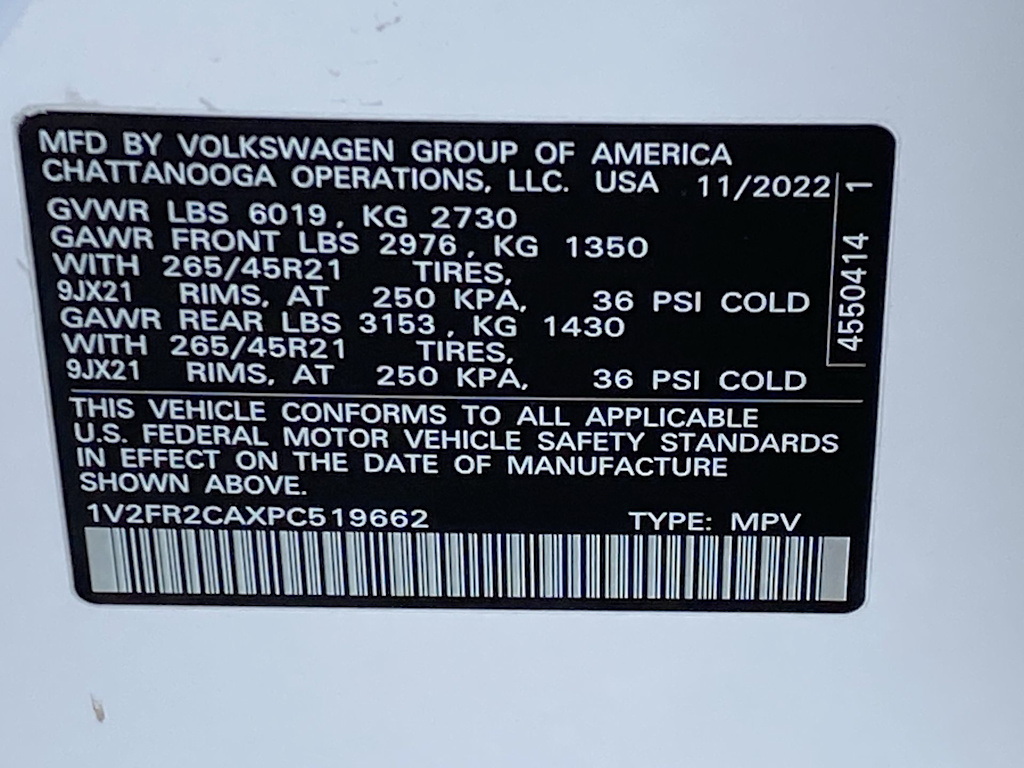 MFD BY VOLKSWAGEN GROUP OF AMERICA
CHATTANOOGA OPERATIONS, LLC. USA 11/2022
GVWR LBS 6019, KG 2730
GAWR FRONT LBS 2976, KG 1350
WITH 265/45R21 TIRES,
9JX21 RIMS, AT 250 KPA, 36 PSI COLD
GAWR REAR LBS 3153, KG 1430
WITH 265/45R21 TIRES,
9JX21 RIMS, AT 250 KPA, 36 PSI COLD
4550414 1
THIS VEHICLE CONFORMS TO ALL APPLICABLE
U.S. FEDERAL MOTOR VEHICLE SAFETY STANDARDS
IN EFFECT ON THE DATE OF MANUFACTURE
SHOWN ABOVE.
1V2FR2CAXPC519662 TYPE: MPV